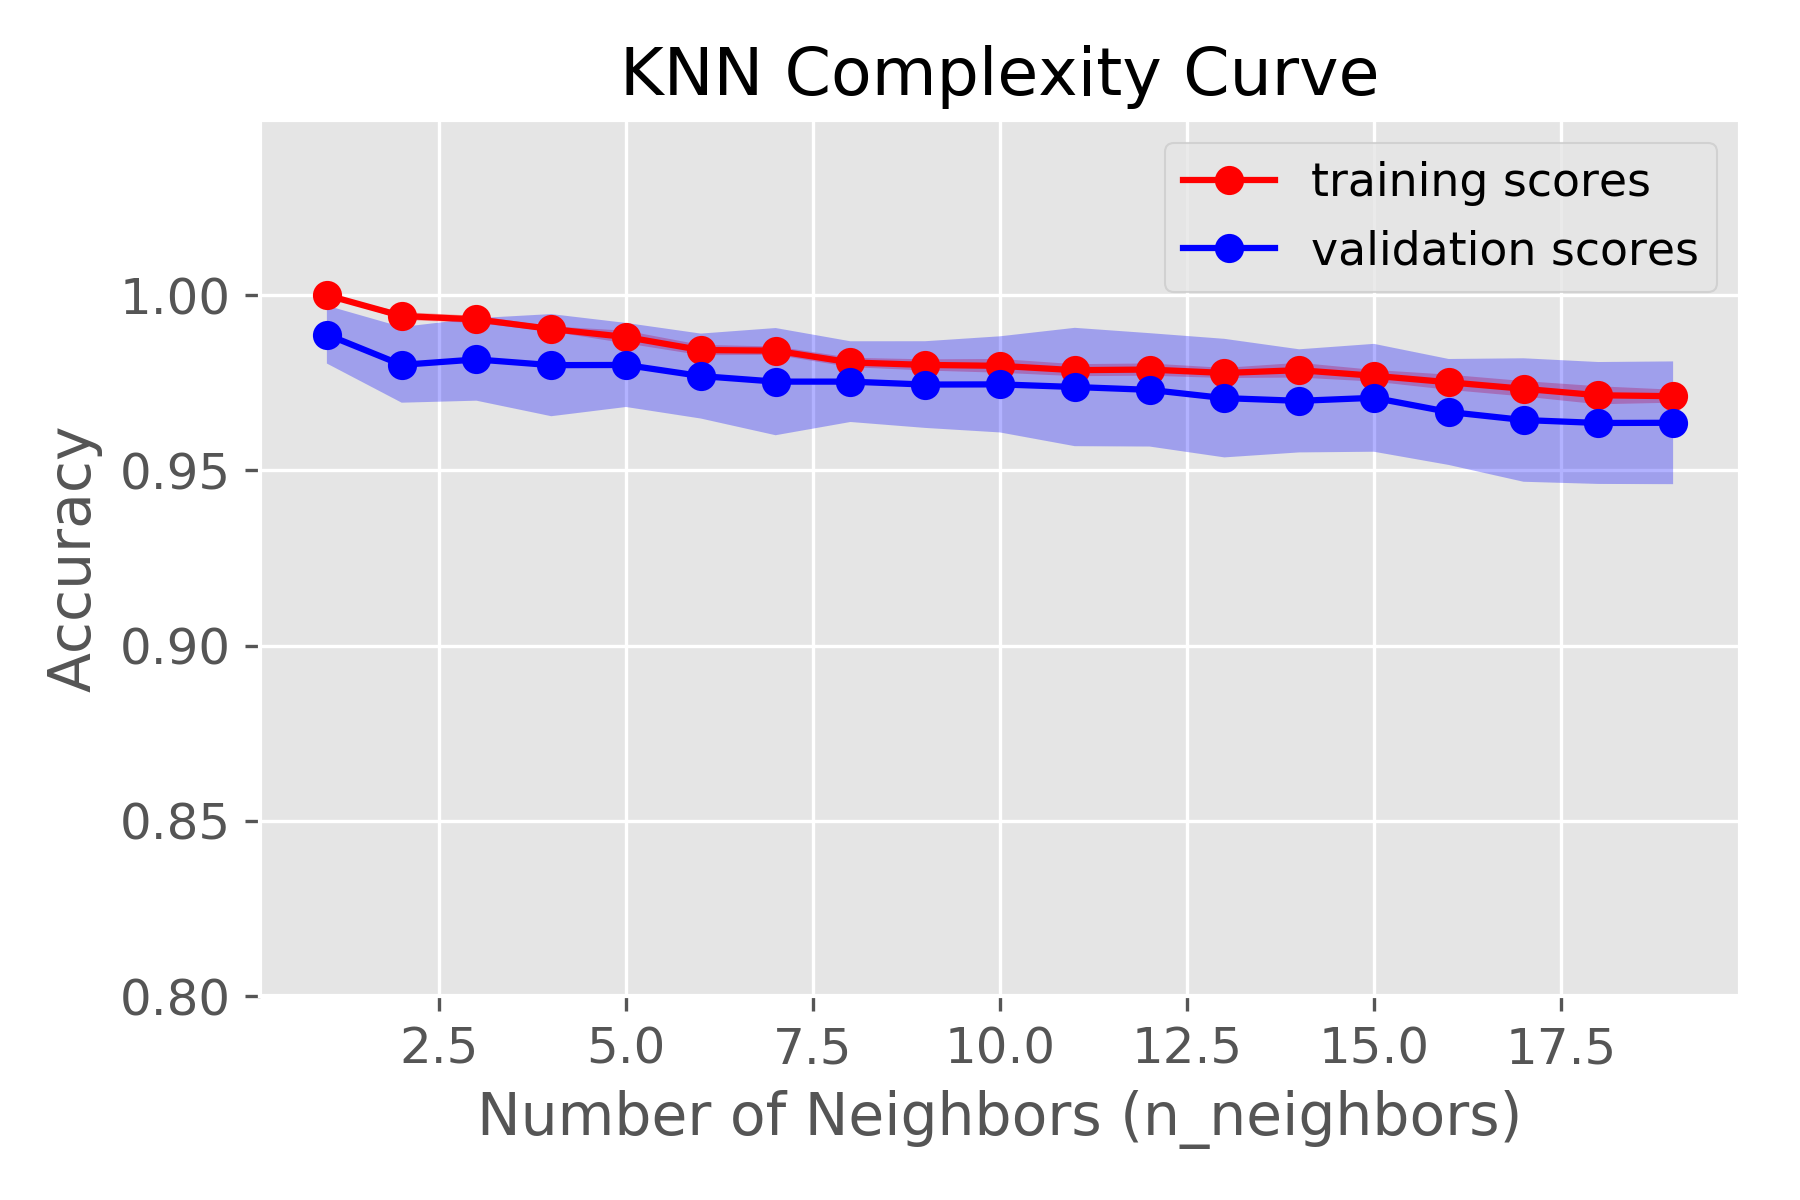 KNN Complexity Curve
training scores
validation scores
Accuracy
1.00
0.95
0.90
0.85
0.80
2.5 5.0 7.5 10.0 12.5 15.0 17.5
Number of Neighbors (n_neighbors)